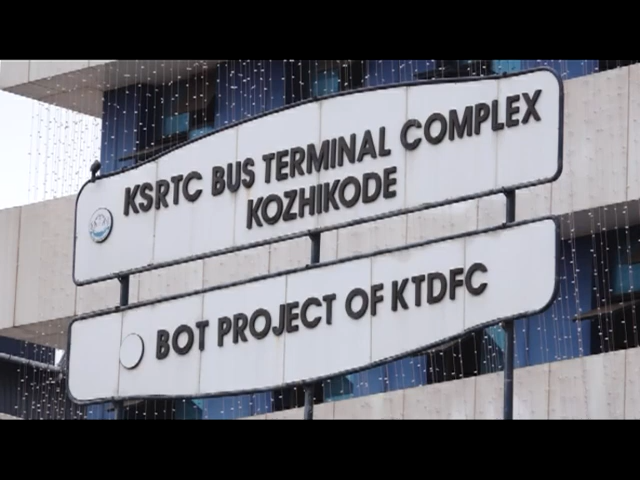 KSRTC BUS TERMINAL COMPLEX
KOZHIKODE
BOT PROJECT OF KTDFC